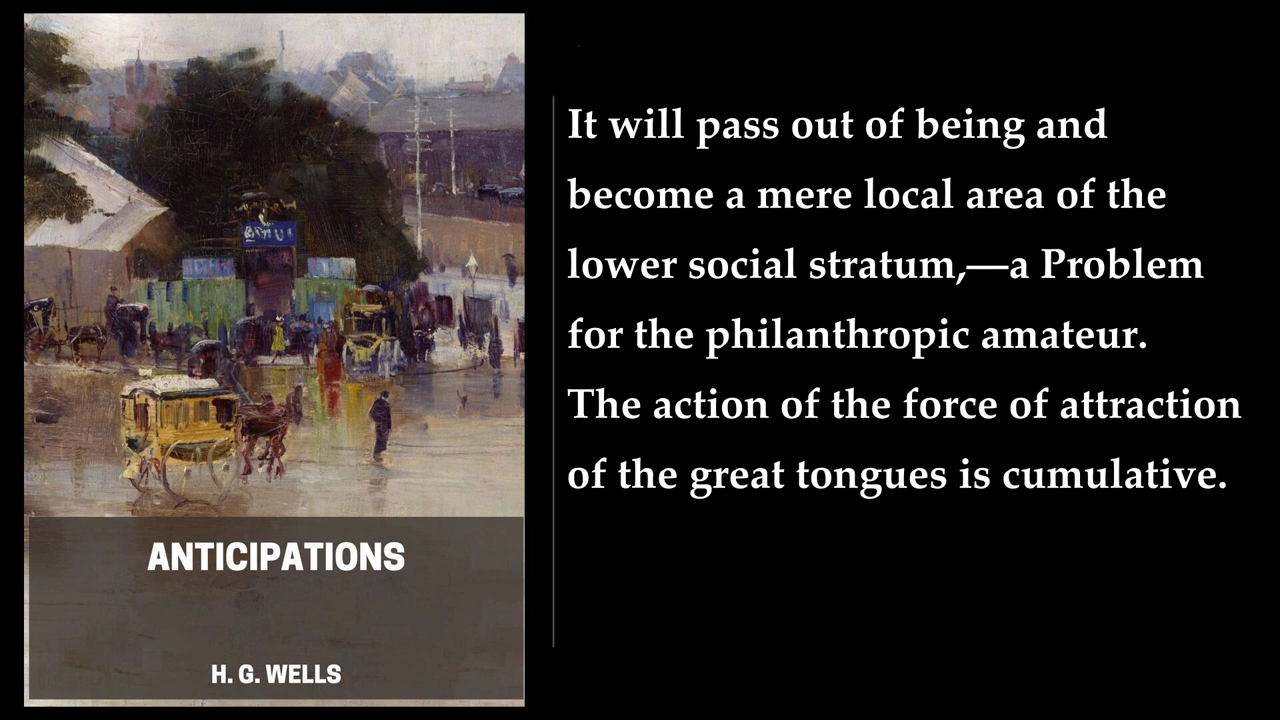 ANTICIPATIONS
H. G. WELLS
It will pass out of being and
become a mere local area of the
lower social stratum,—a Problem
for the philanthropic amateur.
The action of the force of attraction
of the great tongues is cumulative.